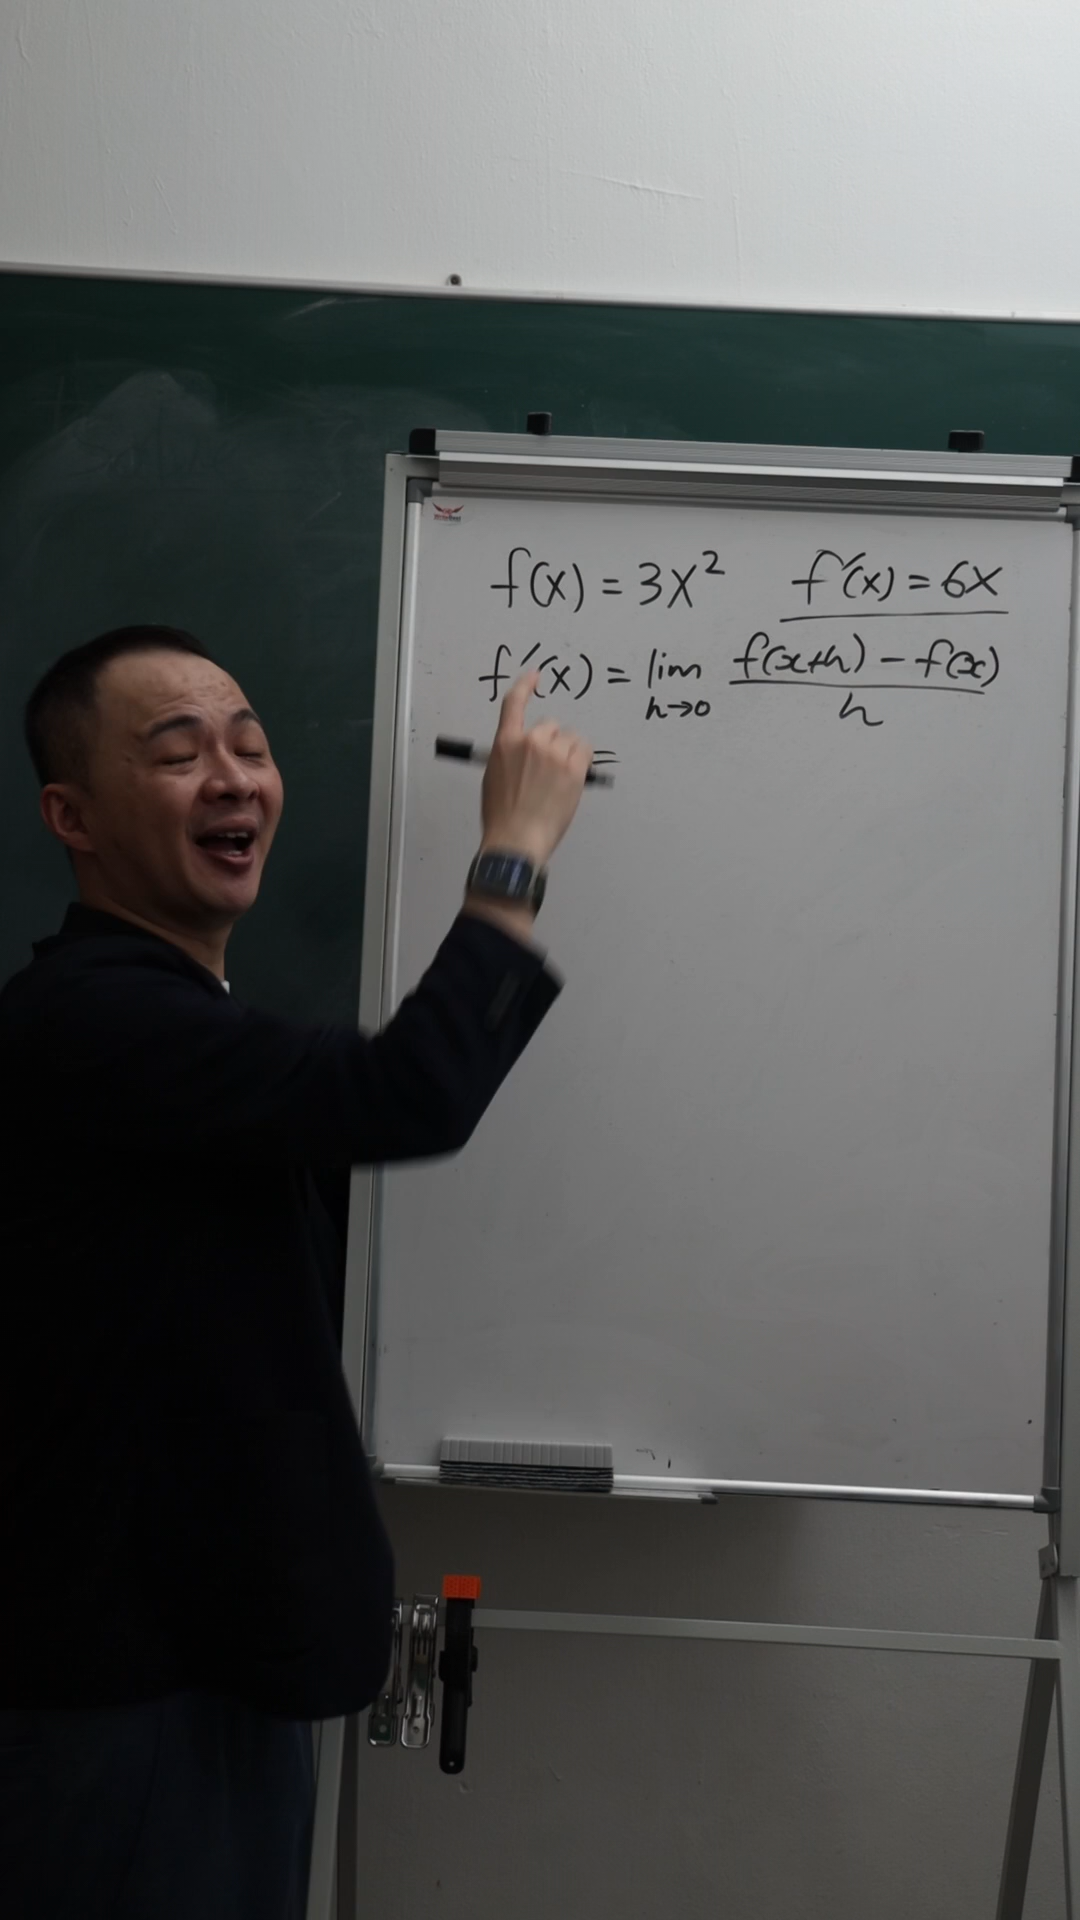 f(x) = 3x² f'(x) = 6x
f'(x) = lim h→0 f(x+h) - f(x) / h
=